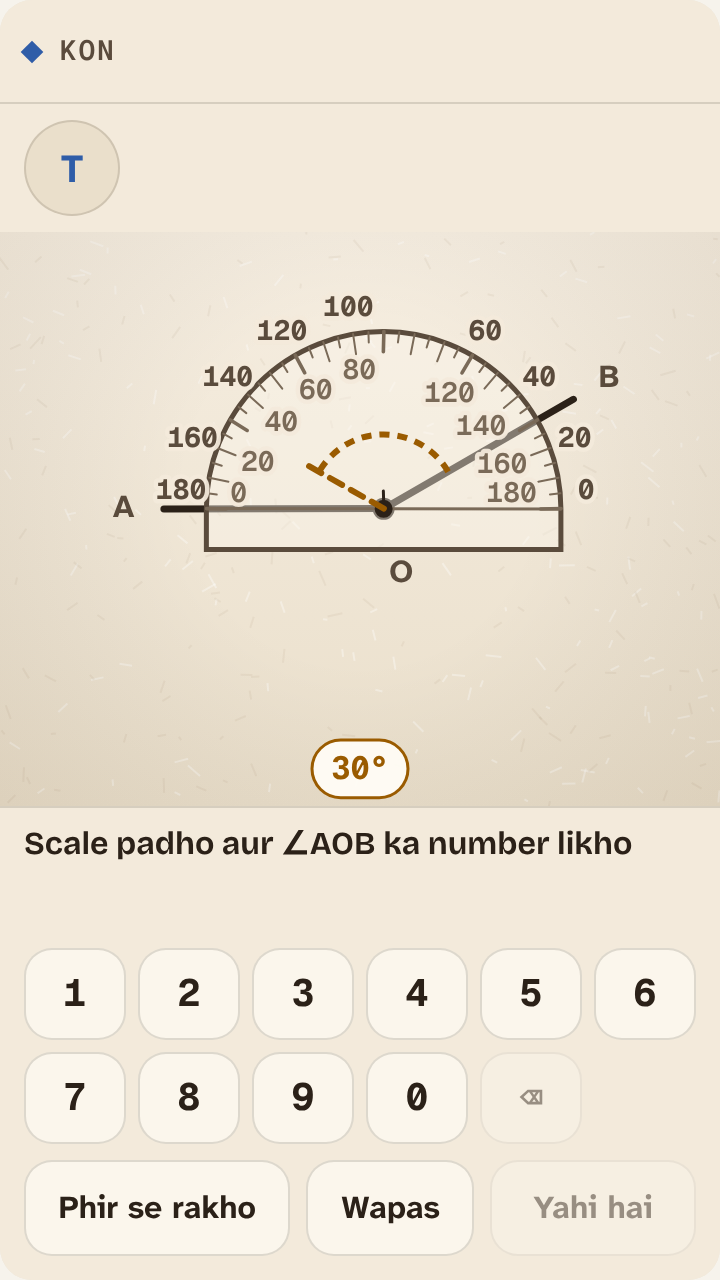 KON
T
100
120 60
80
140 60 120 40 B
40 140
160 20 160 20
A 180 0 180 0
O
30°
Scale padho aur ∠AOB ka number likho
1 2 3 4 5 6
7 8 9 0 ⌫
Phir se rakho Wapas Yahi hai